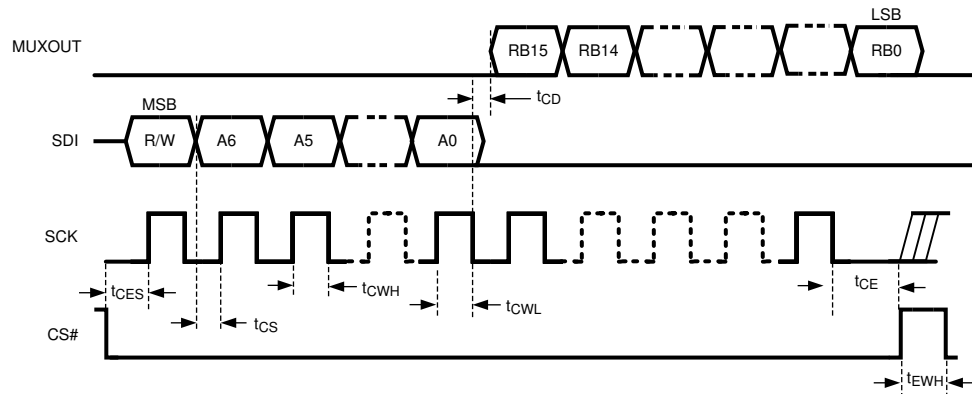 LSB
MUXOUT RB15 RB14 RB0
tCD
MSB
SDI R/W A6 A5 A0
SCK
tCES tCS tCWH tCWL tCE
CS#
tEWH